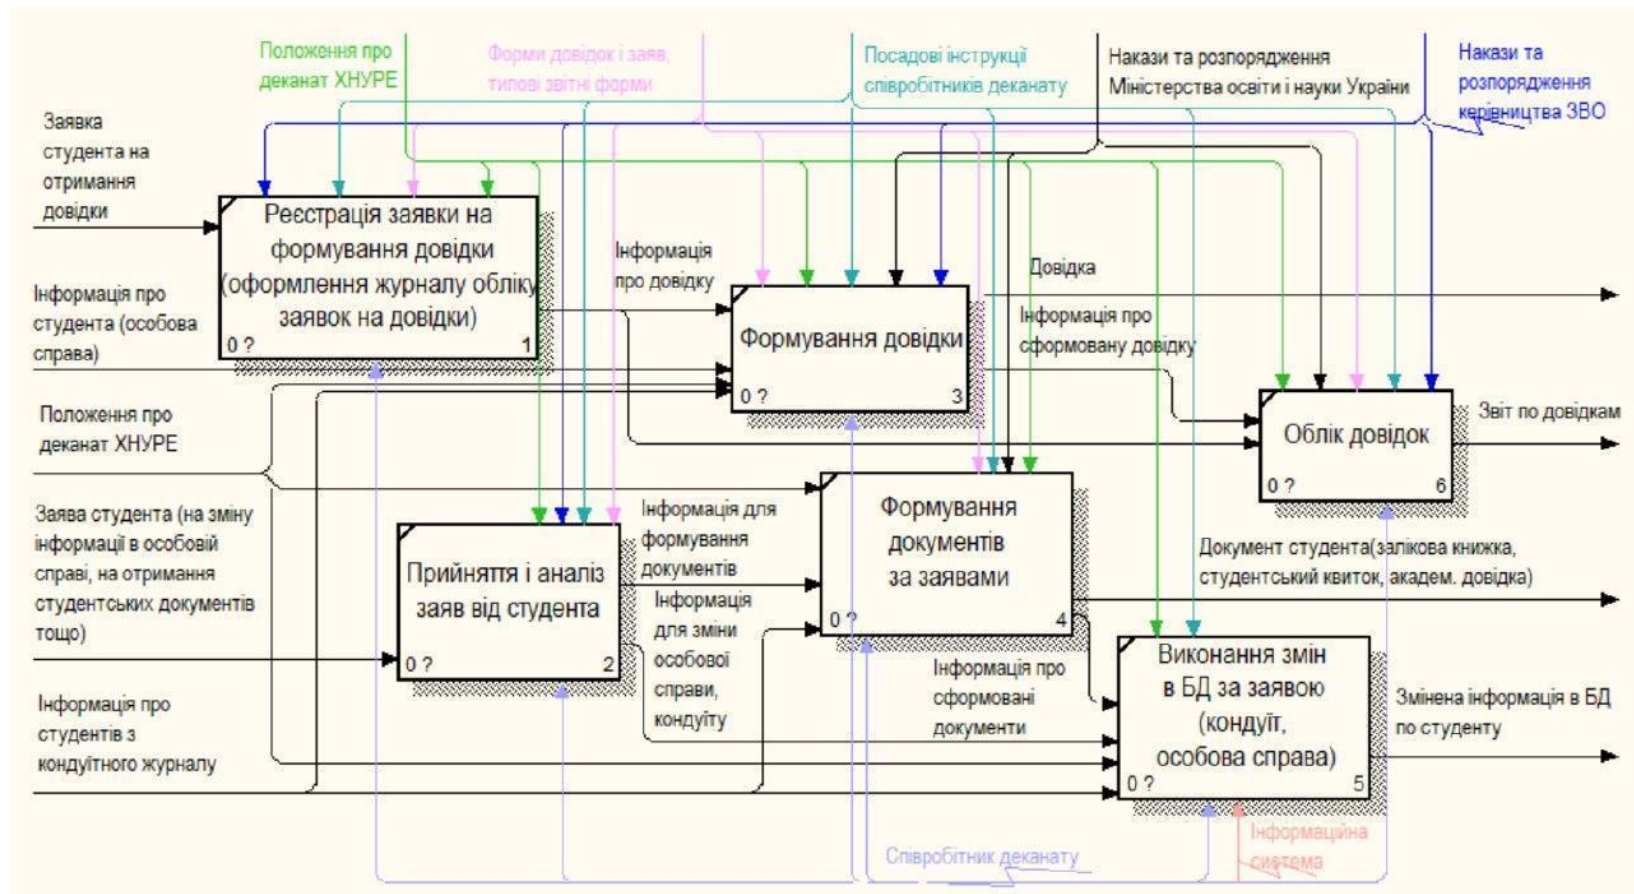 Положення про
деканат ХНУРЕ
Форми довідок і заяв,
типові звітні форми
Посадові інструкції
співробітників деканату
Накази та розпорядження
Міністерства освіти і науки України
Накази та
розпорядження
керівництва ЗВО
Заявка
студента на
отримання
довідки
Реєстрація заявки на
формування довідки
(оформлення журналу обліку
заявок на довідки)
0 ?
1
Інформація
про довідку
Довідка
Інформація про
студента (особова
справа)
Формування довідки
0 ?
3
Інформація про
сформовану довідку
Облік довідок
0 ?
6
Звіт по довідкам
Положення про
деканат ХНУРЕ
Заява студента (на зміну
інформації в особовій
справі, на отримання
студентських документів
тощо)
Прийняття і аналіз
заяв від студента
0 ?
2
Інформація для
формування
документів
Інформація
для зміни
особової
справи,
кондуїту
Формування
документів
за заявами
0 ?
4
Документ студента(залікова книжка,
студентський квиток, академ. довідка)
Інформація про
сформовані
документи
Виконання змін
в БД за заявою
(кондуїт,
особова справа)
0 ?
5
Змінена інформація в БД
по студенту
Інформація про
студентів з
кондуїтного журналу
Співробітник деканату
Інформаційна
система